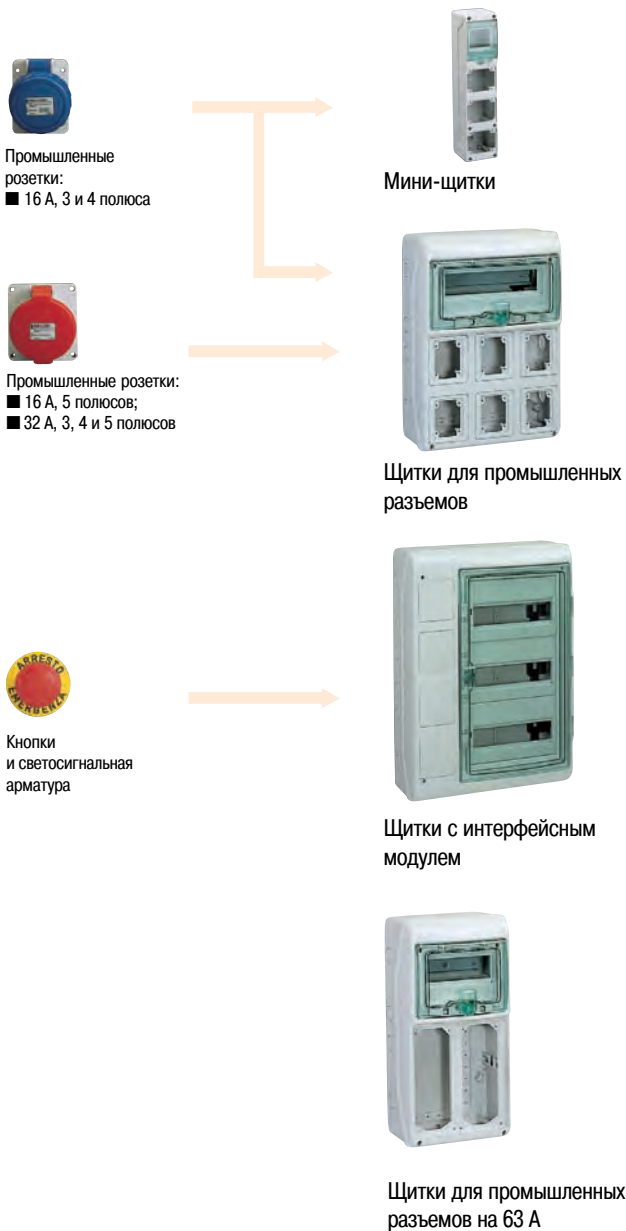 Промышленные
розетки:
■ 16 А, 3 и 4 полюса
Мини-щитки
Промышленные розетки:
■ 16 А, 5 полюсов;
■ 32 А, 3, 4 и 5 полюсов
Щитки для промышленных
разъемов
ARRESTO
EMERGENZA
Кнопки
и светосигнальная
арматура
Щитки с интерфейсным
модулем
Щитки для промышленных
разъемов на 63 А